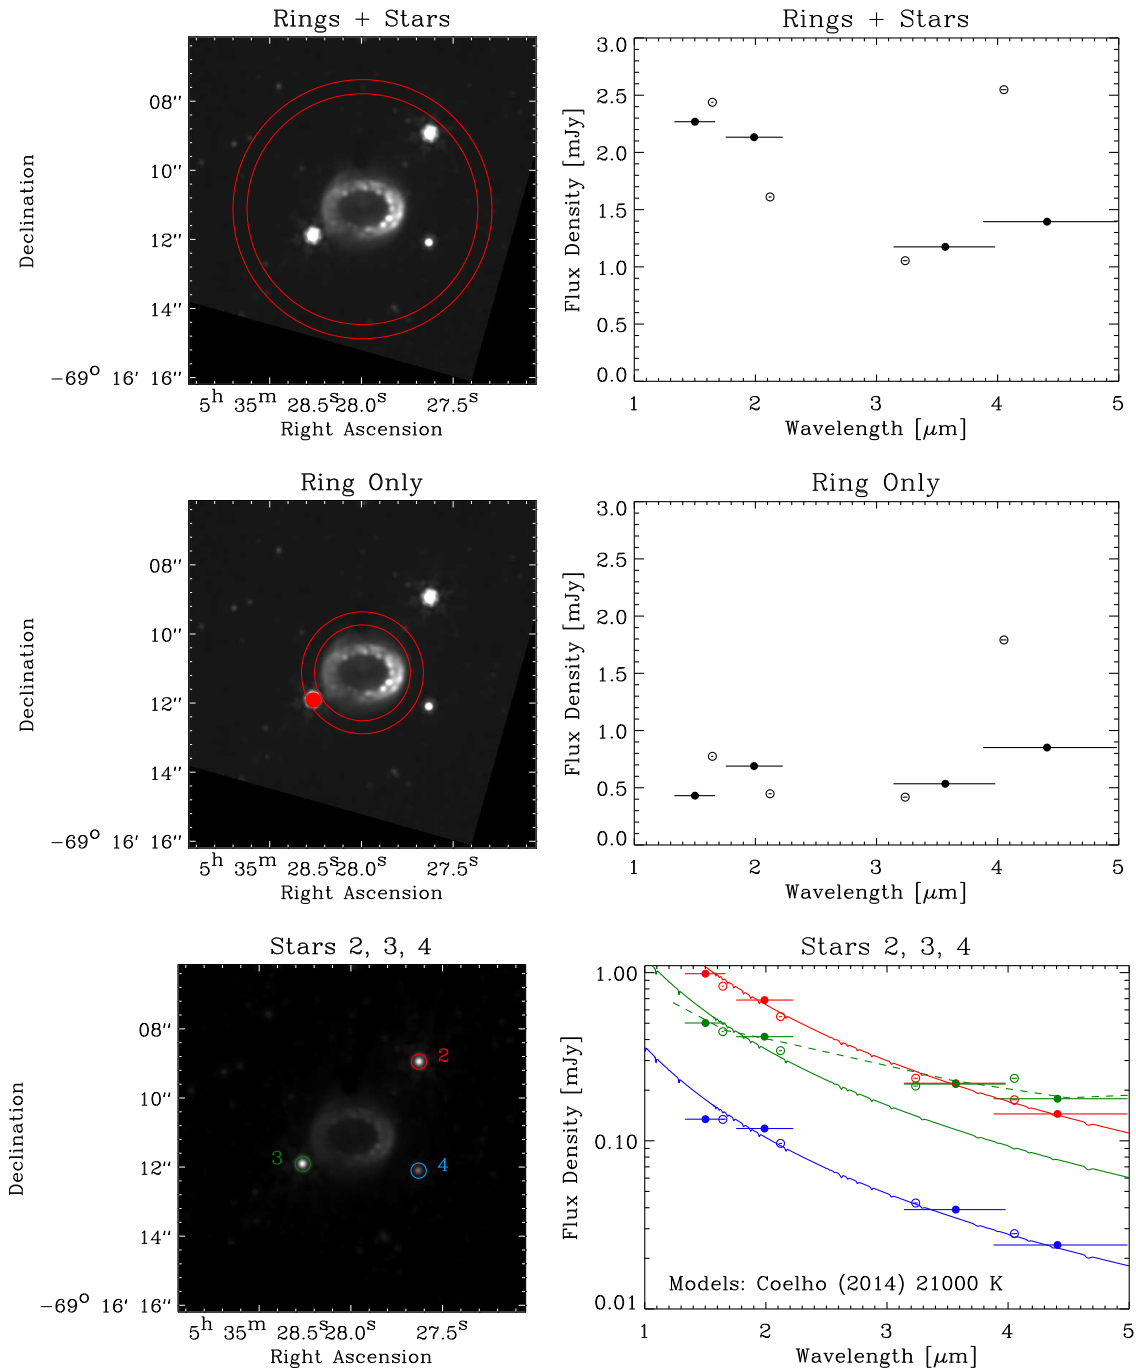 Rings + Stars
Declination
08''
10''
12''
14''
−69° 16' 16''
5h 35m 28.5s 28.0s 27.5s
Right Ascension
Rings + Stars
Flux Density [mJy]
3.0
2.5
2.0
1.5
1.0
0.5
0.0
1 2 3 4 5
Wavelength [μm]
Ring Only
Declination
08''
10''
12''
14''
−69° 16' 16''
5h 35m 28.5s 28.0s 27.5s
Right Ascension
Ring Only
Flux Density [mJy]
3.0
2.5
2.0
1.5
1.0
0.5
0.0
1 2 3 4 5
Wavelength [μm]
Stars 2, 3, 4
Declination
08''
10''
12''
14''
−69° 16' 16''
2
3
4
5h 35m 28.5s 28.0s 27.5s
Right Ascension
Stars 2, 3, 4
Flux Density [mJy]
1.00
0.10
0.01
Models: Coelho (2014) 21000 K
1 2 3 4 5
Wavelength [μm]